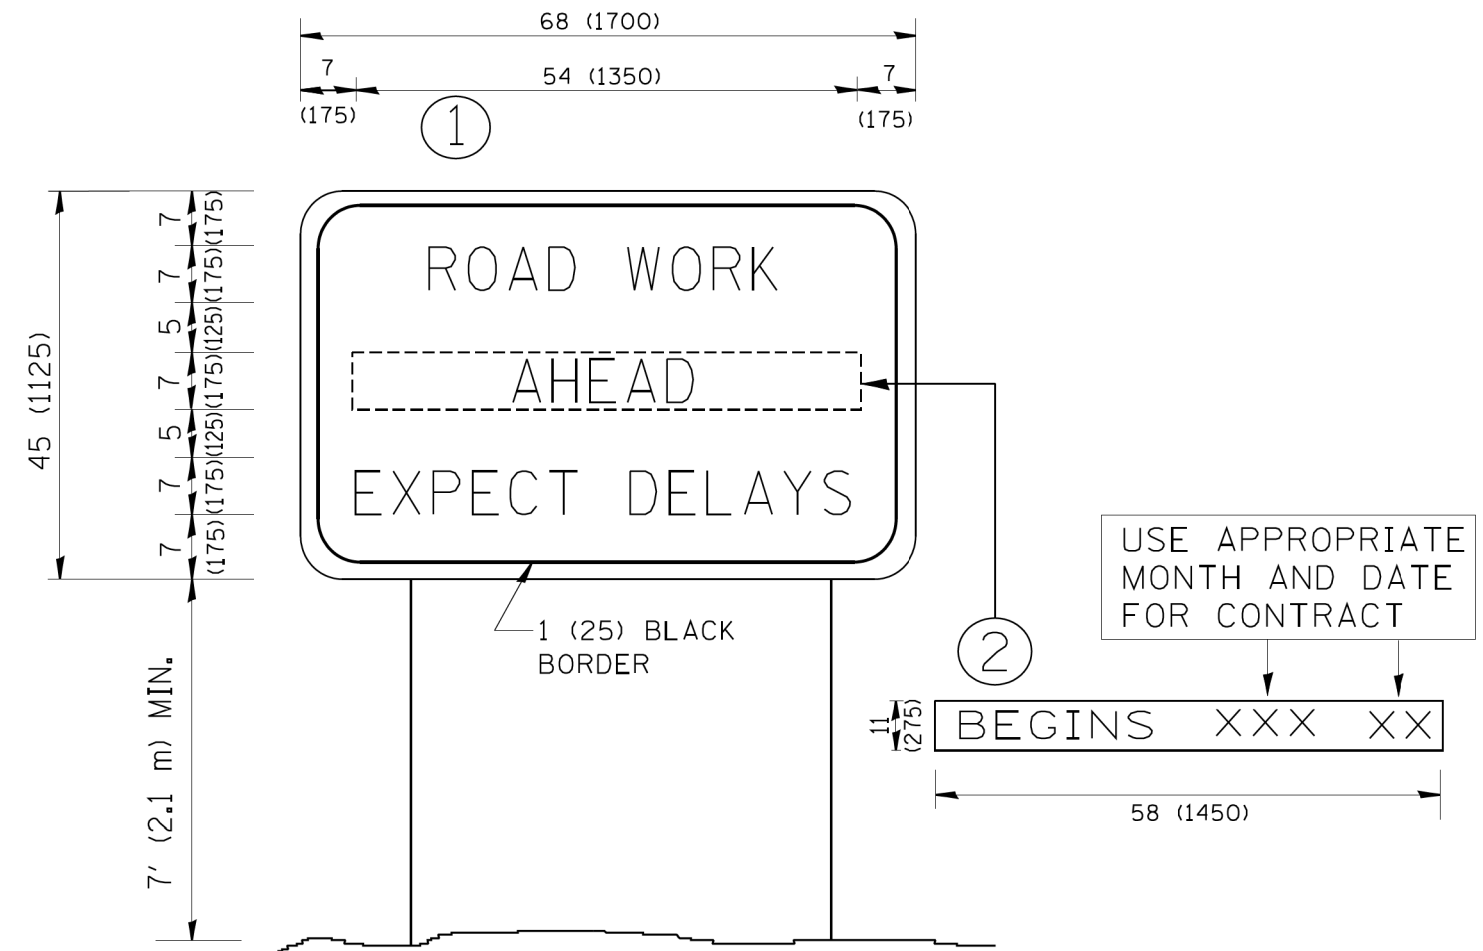 68 (1700)
7
54 (1350)
7
(175)
(175)
1
45 (1125)
7
(175)
7
(175)
5
(125)
7
(175)
5
(125)
7
(175)
7
(175)
ROAD WORK
AHEAD
EXPECT DELAYS
1 (25) BLACK
BORDER
7' (2.1 m) MIN.
USE APPROPRIATE
MONTH AND DATE
FOR CONTRACT
2
11
(275)
BEGINS XXX XX
58 (1450)